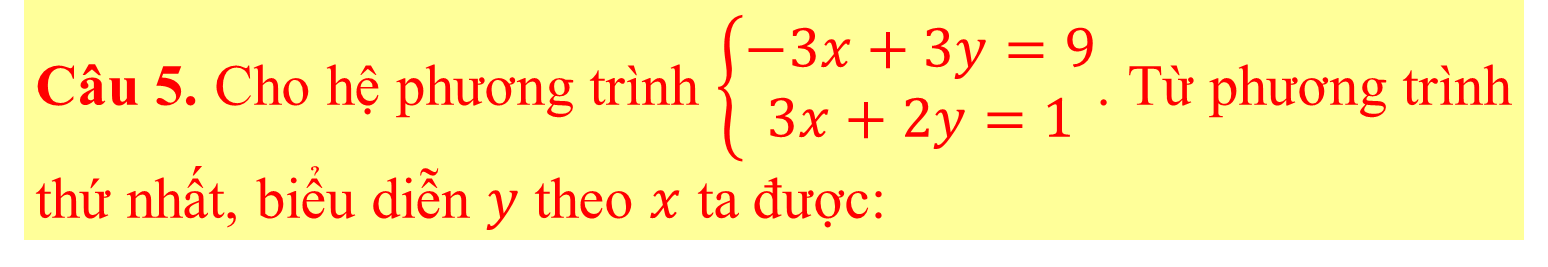 Câu 5. Cho hệ phương trình {−3x + 3y = 9
3x + 2y = 1 . Từ phương trình
thứ nhất, biểu diễn y theo x ta được: